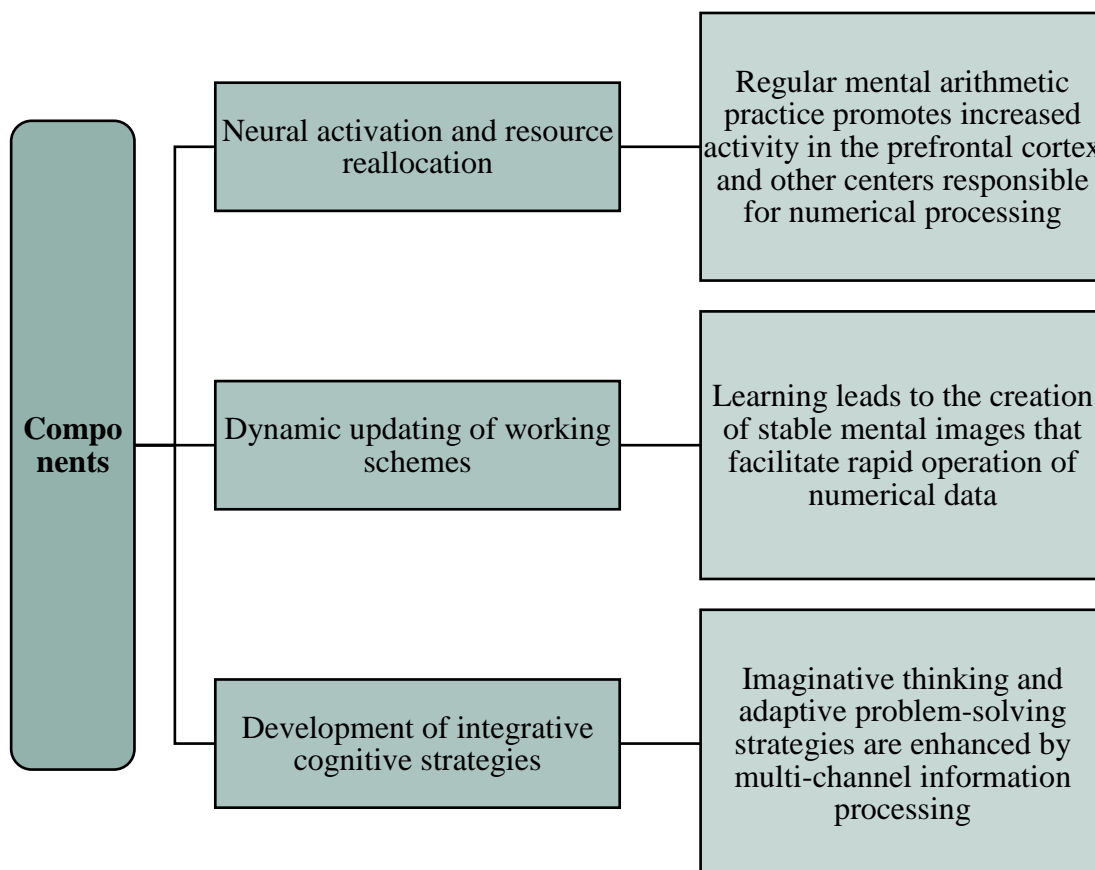 Compo
nents
Neural activation and resource
reallocation
Regular mental arithmetic
practice promotes increased
activity in the prefrontal cortex
and other centers responsible
for numerical processing
Dynamic updating of working
schemes
Learning leads to the creation
of stable mental images that
facilitate rapid operation of
numerical data
Development of integrative
cognitive strategies
Imaginative thinking and
adaptive problem-solving
strategies are enhanced by
multi-channel information
processing